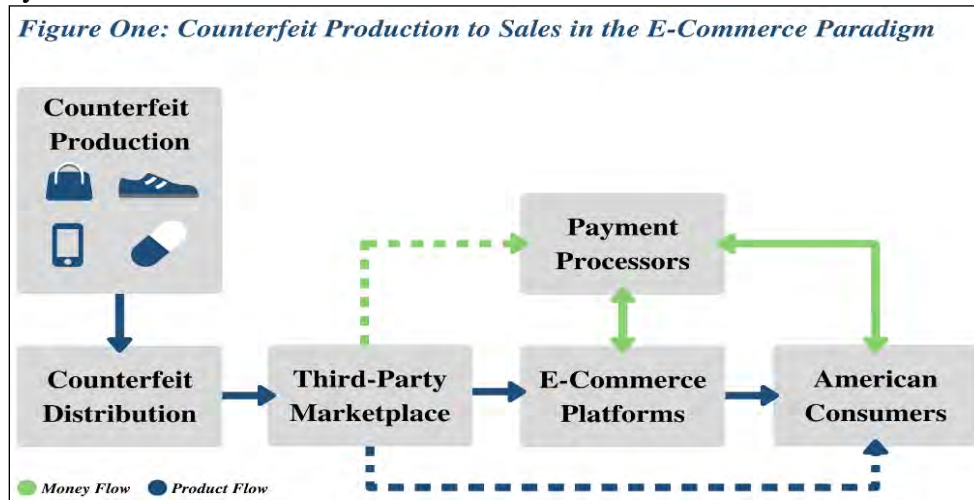 Figure One: Counterfeit Production to Sales in the E-Commerce Paradigm
Counterfeit
Production
Payment
Processors
Counterfeit
Distribution
Third-Party
Marketplace
E-Commerce
Platforms
American
Consumers
Money Flow
Product Flow